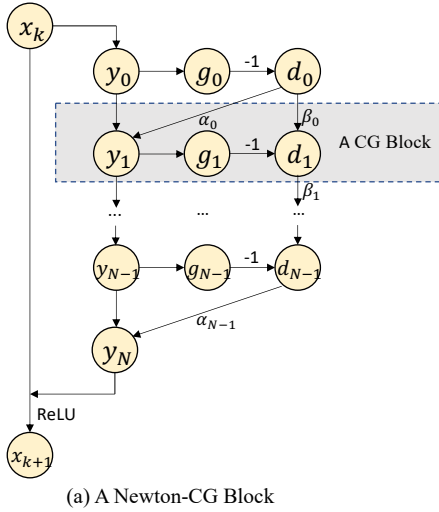 x_k
y_0 g_0 -1 d_0
α_0 β_0
y_1 g_1 -1 d_1 A CG Block
β_1
... ... ...
y_{N-1} g_{N-1} -1 d_{N-1}
α_{N-1}
y_N
ReLU
x_{k+1}
(a) A Newton-CG Block